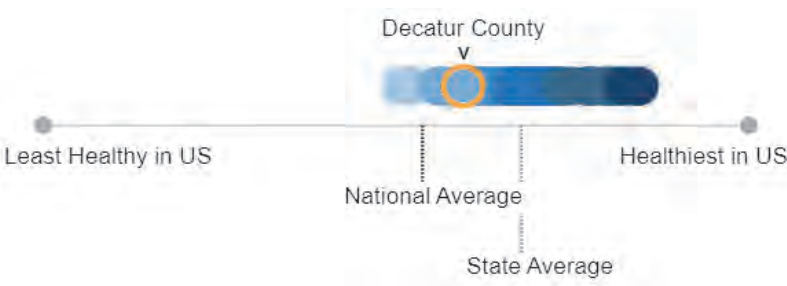 Decatur County
v
Least Healthy in US
Healthiest in US
National Average
State Average